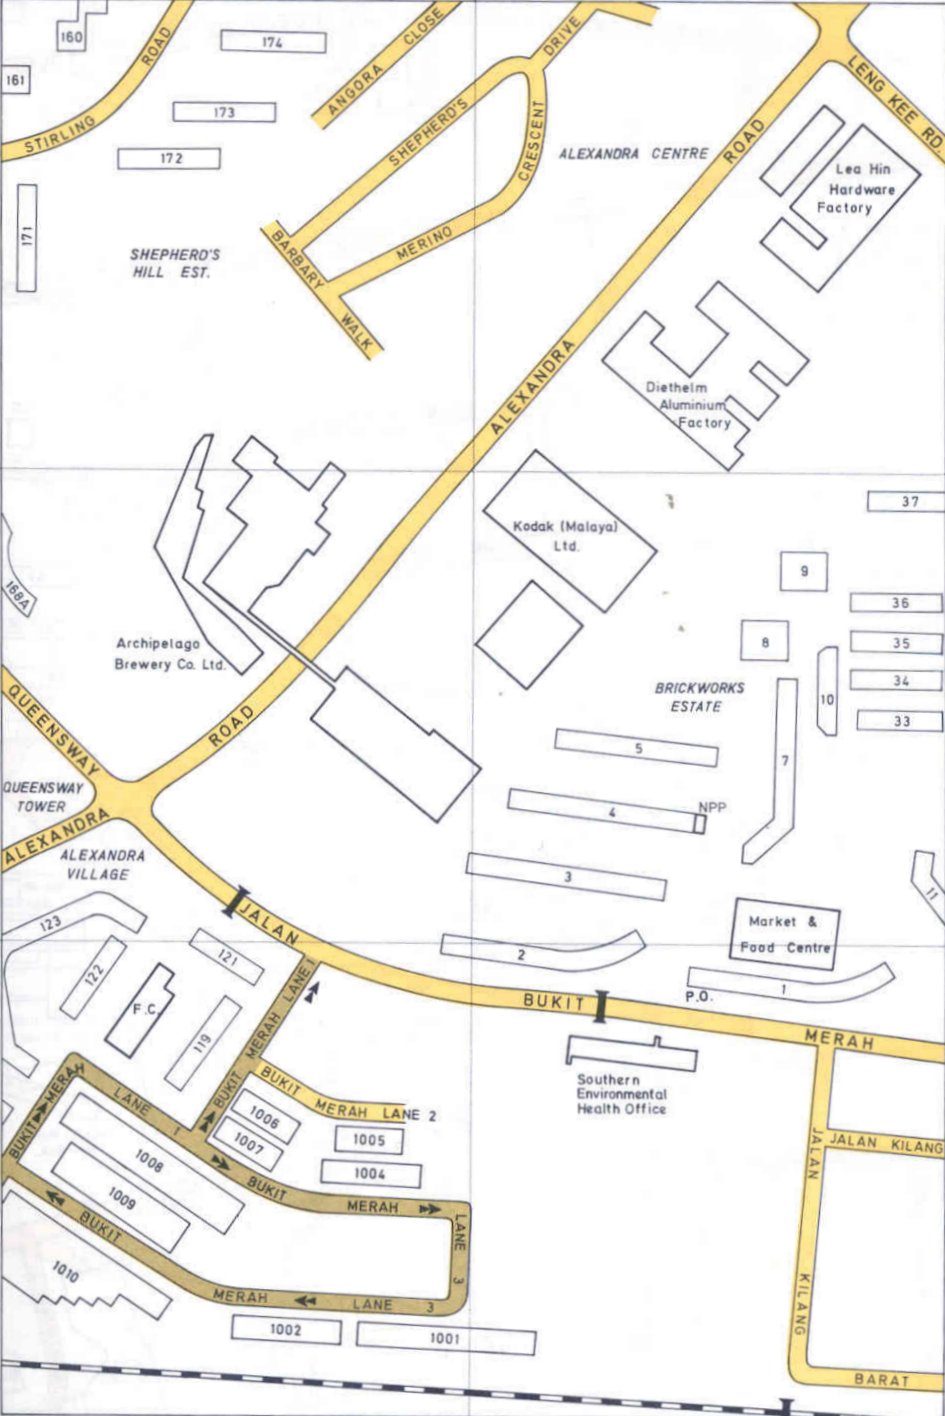 160
174
STIRLING ROAD
ANGORA CLOSE
SHEPHERD'S DRIVE
LENG KEE RD.
161
173
172
171
MERINO CRESCENT
ALEXANDRA CENTRE
ALEXANDRA ROAD
Lea Hin
Hardware
Factory
SHEPHERD'S
HILL EST.
BARBARY WALK
Diethelm
Aluminium
Factory
Kodak (Malaya)
Ltd.
37
9
168A
36
8
35
Archipelago
Brewery Co. Ltd.
34
10
BRICKWORKS
ESTATE
33
QUEENSWAY
ROAD
5
7
QUEENSWAY
TOWER
4
NPP
ALEXANDRA
ALEXANDRA
VILLAGE
3
11
123
JALAN BUKIT MERAH
Market &
Food Centre
121
2
122
1
P.O.
F.C.
119
BUKIT MERAH LANE 1
Southern
Environmental
Health Office
BUKIT MERAH LANE 1
BUKIT MERAH LANE 2
1006
1005
1007
1004
1008
JALAN KILANG
JALAN KILANG BARAT
1009
BUKIT MERAH LANE 3
BUKIT MERAH LANE 3
1010
1002
1001